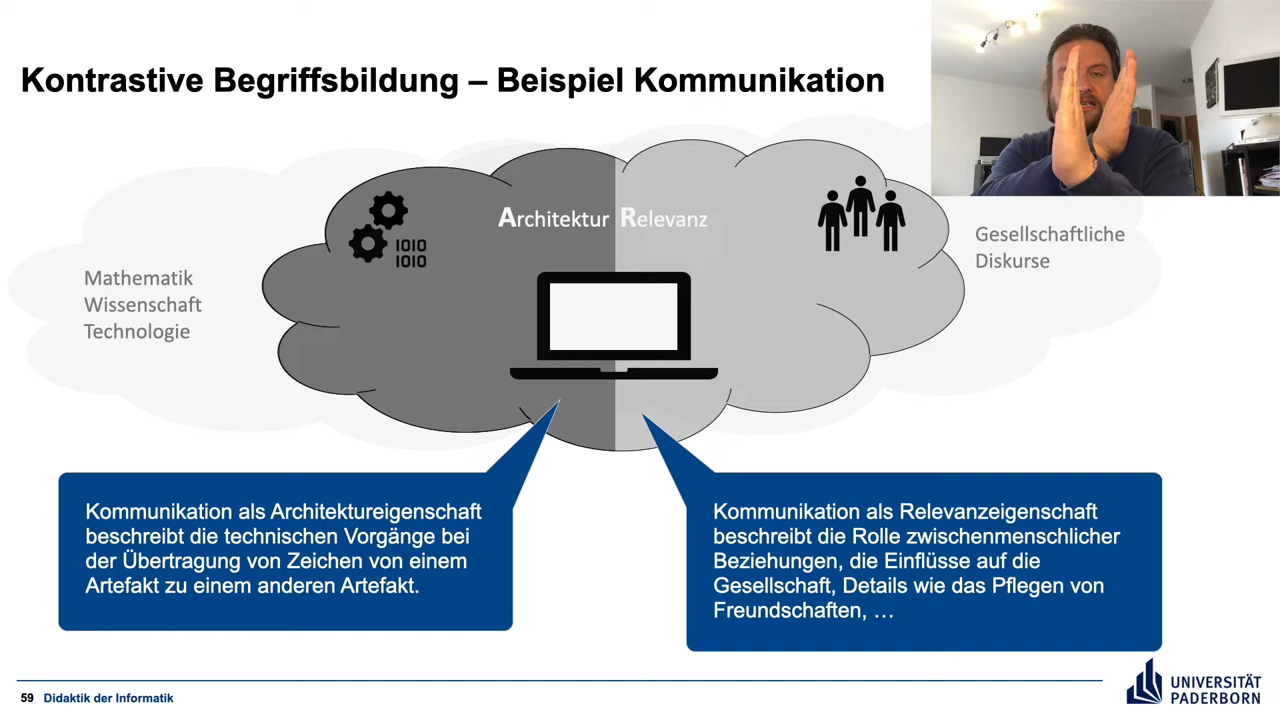 Kontrastive Begriffsbildung – Beispiel Kommunikation
Architektur Relevanz
1010
1010
Mathematik
Wissenschaft
Technologie
Gesellschaftliche
Diskurse
Kommunikation als Architektureigenschaft
beschreibt die technischen Vorgänge bei
der Übertragung von Zeichen von einem
Artefakt zu einem anderen Artefakt.
Kommunikation als Relevanzeigenschaft
beschreibt die Rolle zwischenmenschlicher
Beziehungen, die Einflüsse auf die
Gesellschaft, Details wie das Pflegen von
Freundschaften, …
59 Didaktik der Informatik
UNIVERSITÄT
PADERBORN